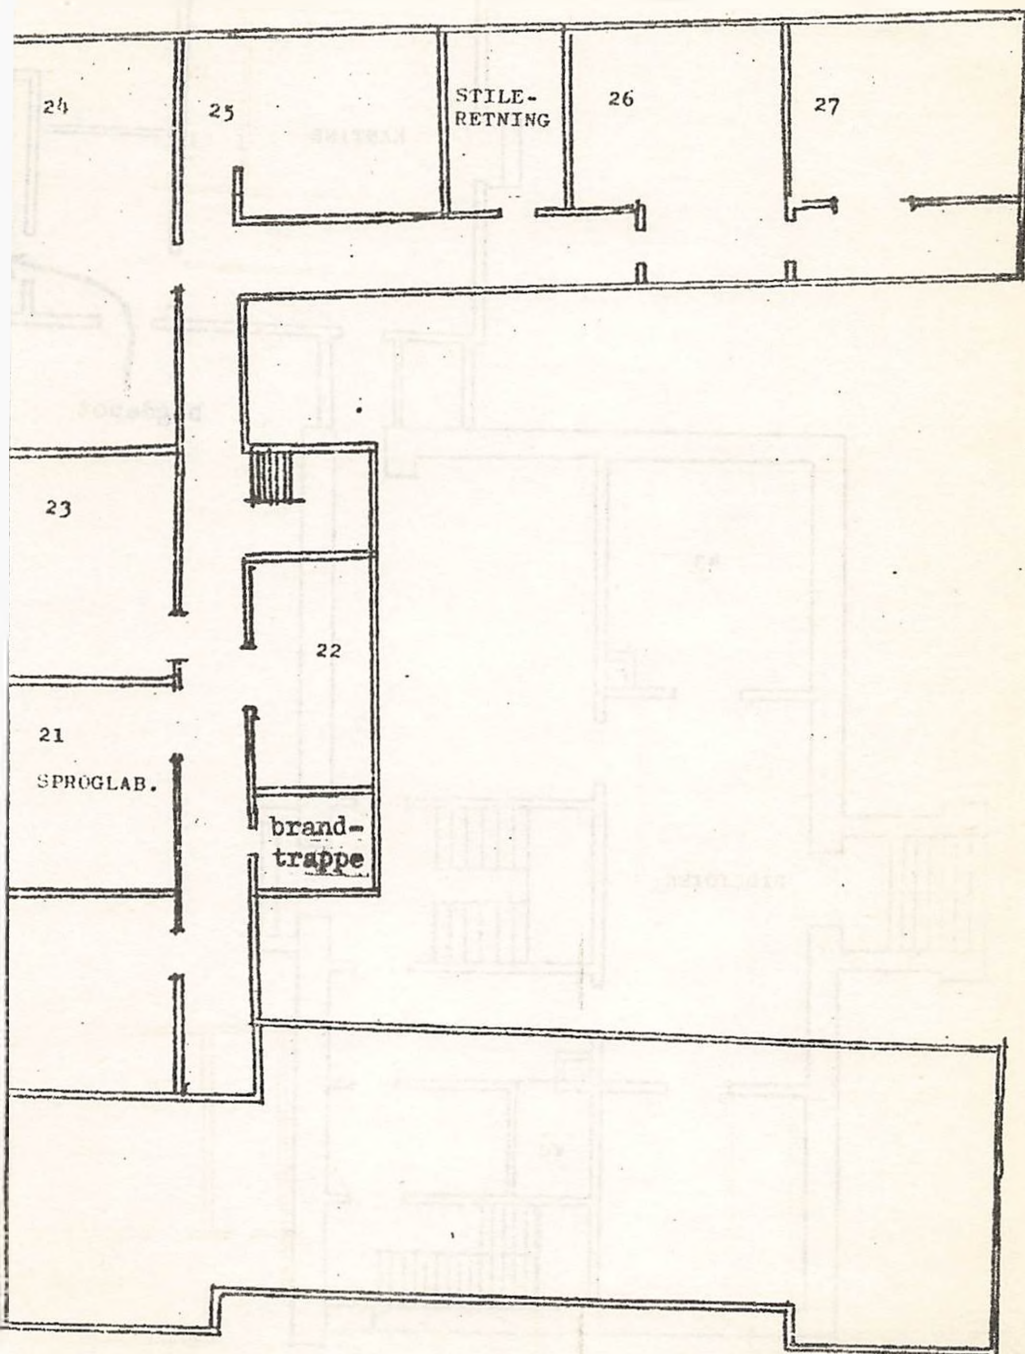 24
25
STILE-
RETNING
26
27
23
22
21
SPROGLAB.
brand-
trappe